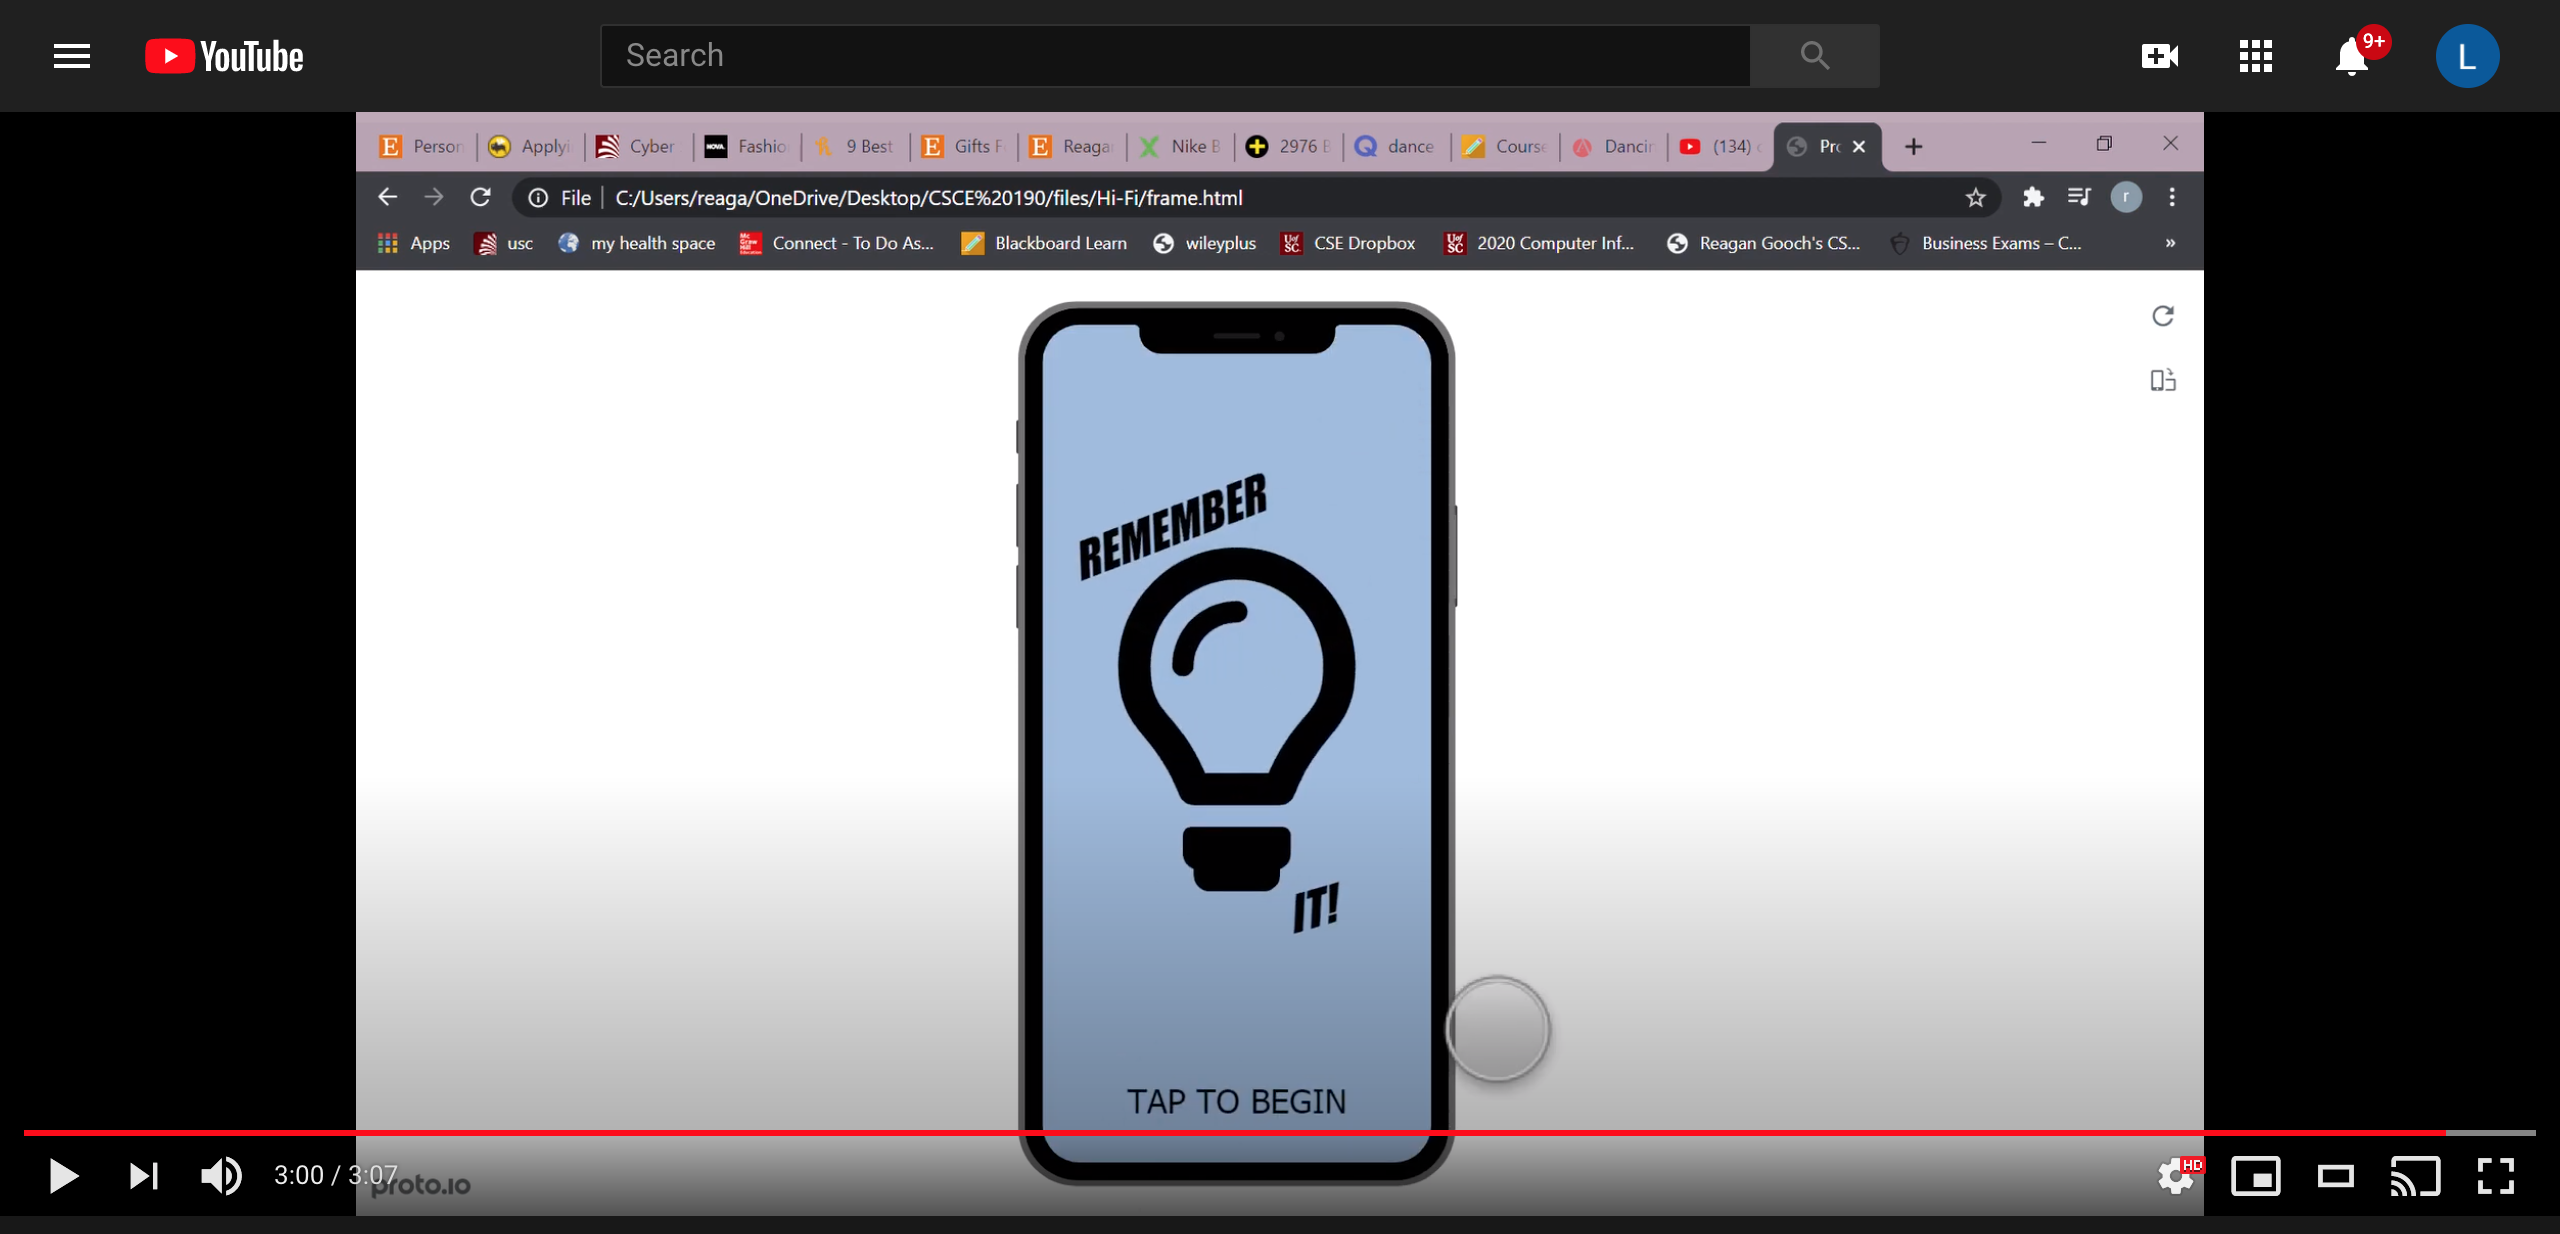 YouTube
Search
9+
L
Person
Applyi
Cyber
Fashio
9 Best
Gifts F
Reaga
Nike B
2976 E
dance
Course
Dancin
(134)
Pro
File
C:/Users/reaga/OneDrive/Desktop/CSCE%20190/files/Hi-Fi/frame.html
r
Apps
usc
my health space
Connect - To Do As...
Blackboard Learn
wileyplus
CSE Dropbox
2020 Computer Inf...
Reagan Gooch's CS...
Business Exams – C...
»
REMEMBER
IT!
TAP TO BEGIN
3:00 / 3:07
proto.io
HD